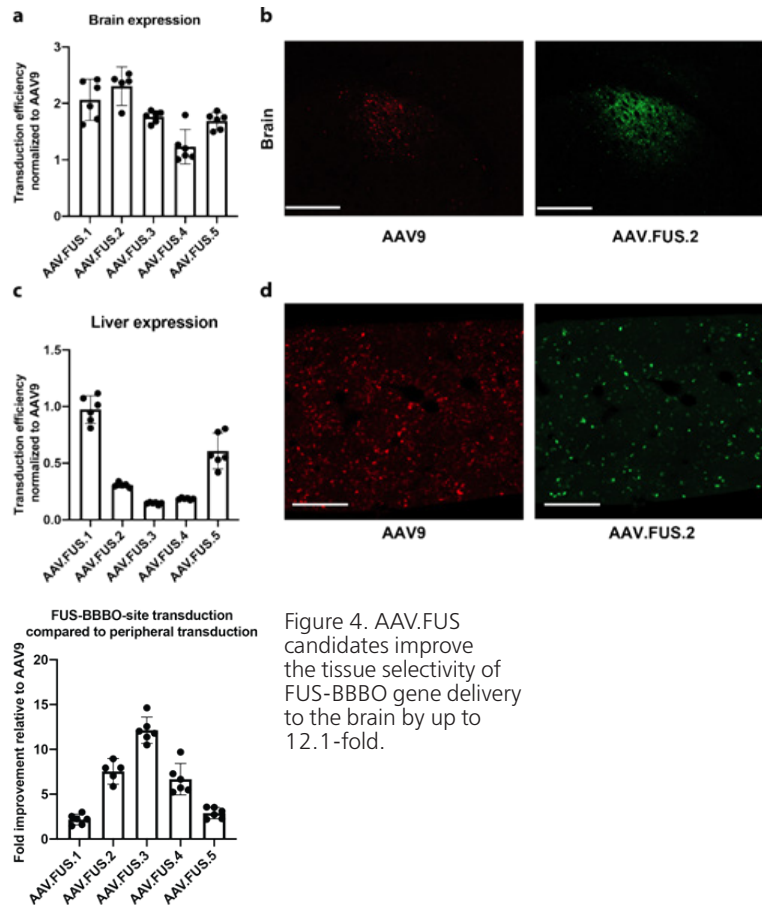 a
Brain expression
Transduction efficiency
normalized to AAV9
3
2
1
0
AAV.FUS.1
AAV.FUS.2
AAV.FUS.3
AAV.FUS.4
AAV.FUS.5
b
Brain
AAV9
AAV.FUS.2
c
Liver expression
Transduction efficiency
normalized to AAV9
1.5
1.0
0.5
0.0
AAV.FUS.1
AAV.FUS.2
AAV.FUS.3
AAV.FUS.4
AAV.FUS.5
d
AAV9
AAV.FUS.2
FUS-BBBO-site transduction
compared to peripheral transduction
Fold improvement relative to AAV9
20
15
10
5
0
AAV.FUS.1
AAV.FUS.2
AAV.FUS.3
AAV.FUS.4
AAV.FUS.5
Figure 4. AAV.FUS
candidates improve
the tissue selectivity of
FUS-BBBO gene delivery
to the brain by up to
12.1-fold.